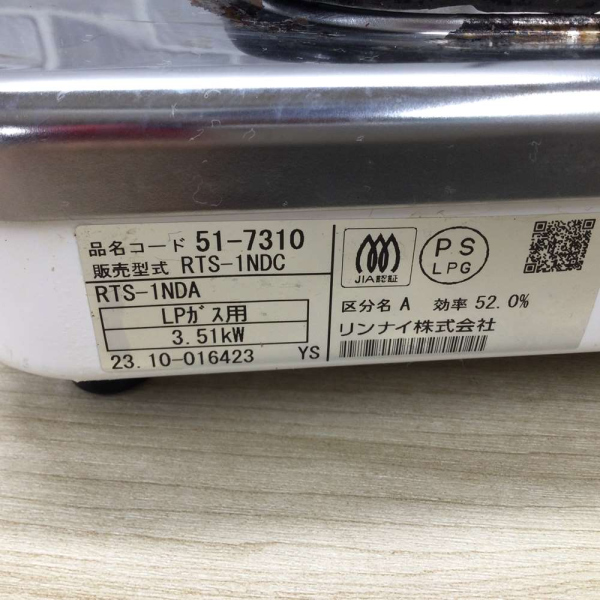 品名コード 51-7310
販売型式 RTS-1NDC
RTS-1NDA
LPガス用
3.51kW
23.10-016423 YS
JIA認証
PS
LPG
区分名 A 効率 52.0%
リンナイ株式会社